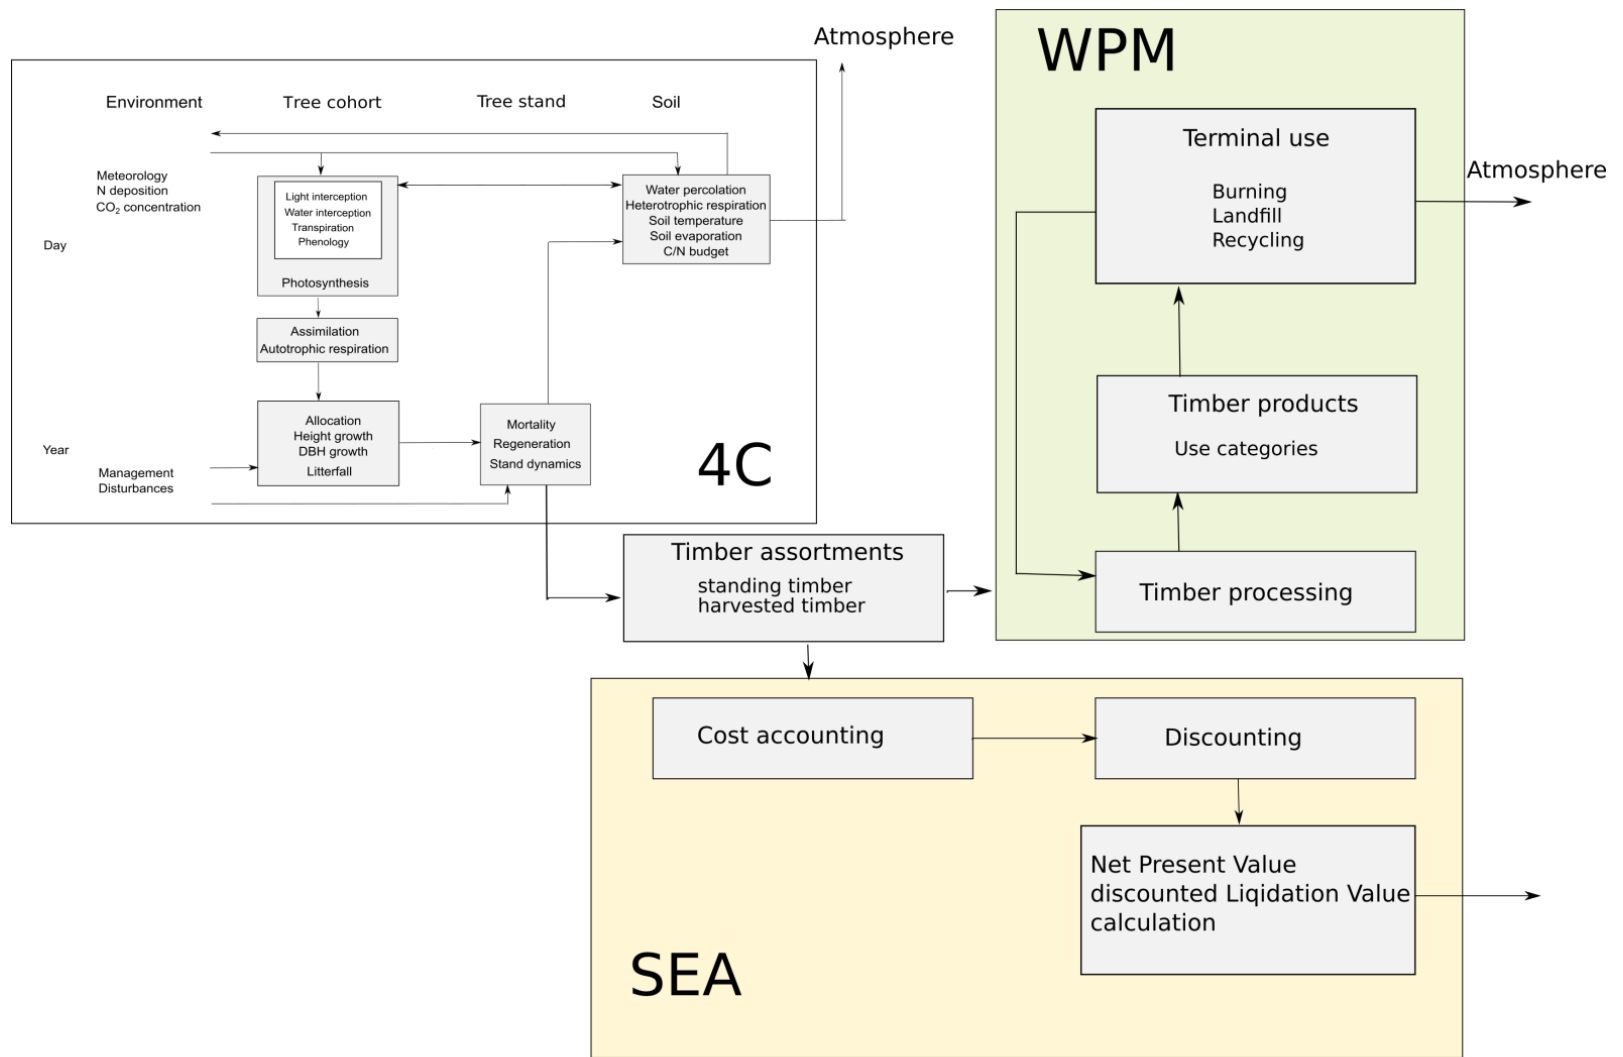 Atmosphere
WPM
Environment
Tree cohort
Tree stand
Soil
Meteorology
N deposition
CO₂ concentration
Day
Light interception
Water interception
Transpiration
Phenology
Photosynthesis
Water percolation
Heterotrophic respiration
Soil temperature
Soil evaporation
C/N budget
Assimilation
Autotrophic respiration
Year
Management
Disturbances
Allocation
Height growth
DBH growth
Litterfall
Mortality
Regeneration
Stand dynamics
4C
Terminal use
Burning
Landfill
Recycling
Atmosphere
Timber products
Use categories
Timber processing
Timber assortments
standing timber
harvested timber
Cost accounting
Discounting
Net Present Value
discounted Liqidation Value
calculation
SEA